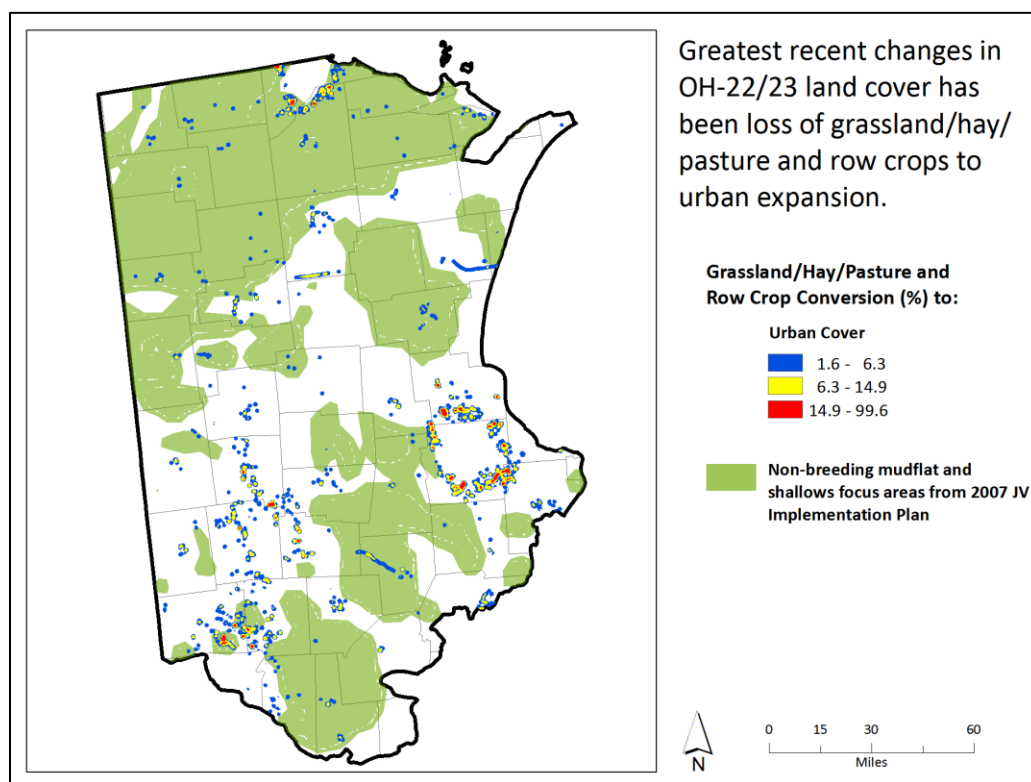 Greatest recent changes in
OH-22/23 land cover has
been loss of grassland/hay/
pasture and row crops to
urban expansion.
Grassland/Hay/Pasture and
Row Crop Conversion (%) to:
Urban Cover
1.6 - 6.3
6.3 - 14.9
14.9 - 99.6
Non-breeding mudflat and
shallows focus areas from 2007 JV
Implementation Plan
N
0 15 30 60
Miles